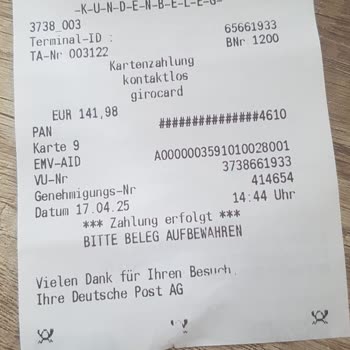 -K-U-N-D-E-N-B-E-L-E-G-
3738_003
Terminal-ID : 65661933
TA-Nr 003122 BNr 1200
Kartenzahlung
kontaktlos
girocard
EUR 141,98
PAN ###############4610
Karte 9
EMV-AID A0000003591010028001
VU-Nr 3738661933
Genehmigungs-Nr 414654
Datum 17.04.25 14:44 Uhr
*** Zahlung erfolgt ***
BITTE BELEG AUFBEWAHREN
Vielen Dank für Ihren Besuch.
Ihre Deutsche Post AG